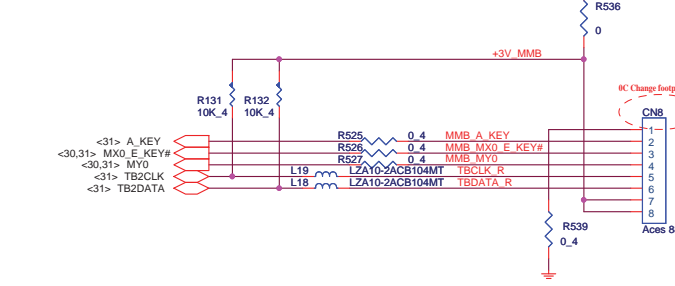 R536
0
+3V_MMB
0C Change footp
R131
10K_4
R132
10K_4
CN8
<31> A_KEY
R525
0_4
MMB_A_KEY
<30,31> MX0_E_KEY#
R526
0_4
MMB_MX0_E_KEY#
<30,31> MY0
R527
0_4
MMB_MY0
<31> TB2CLK
L19
LZA10-2ACB104MT
TBCLK_R
<31> TB2DATA
L18
LZA10-2ACB104MT
TBDATA_R
1
2
3
4
5
6
7
8
Aces 8
R539
0_4